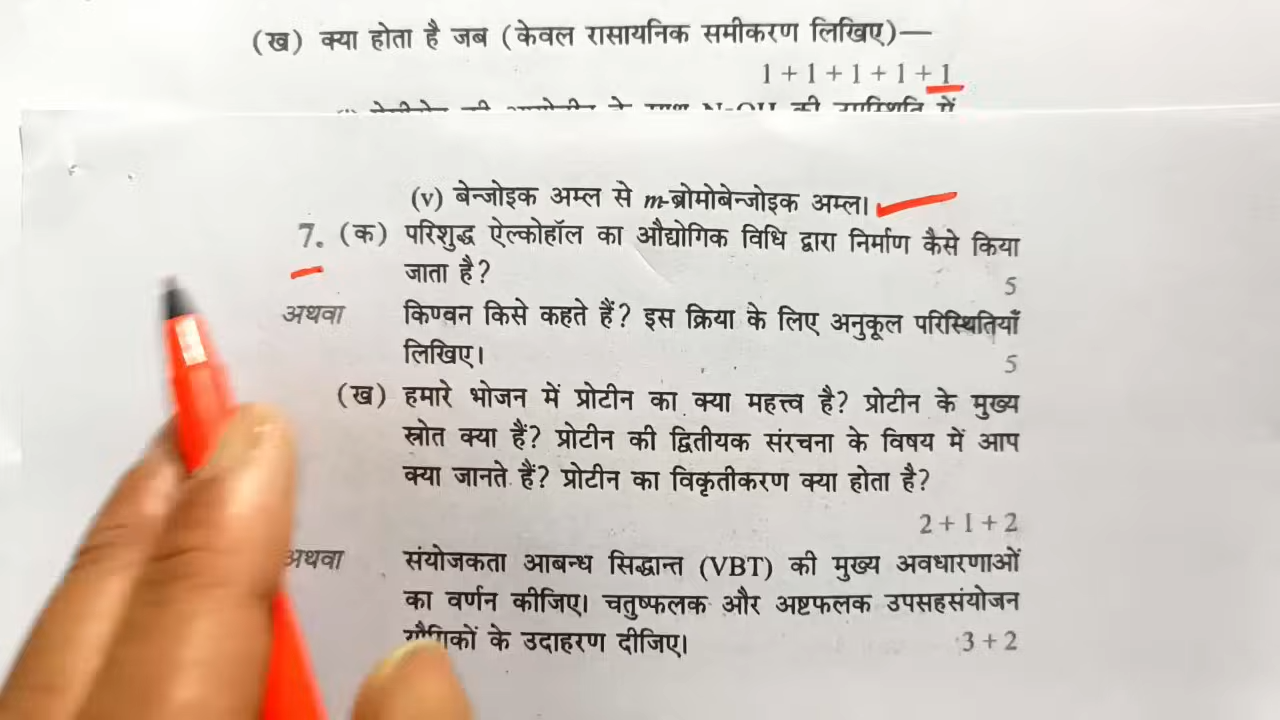 (ख) क्या होता है जब (केवल रासायनिक समीकरण लिखिए)—
1 + 1 + 1 + 1 + 1
(v) बेन्जोइक अम्ल से m-ब्रोमोबेन्जोइक अम्ल।
7. (क) परिशुद्ध ऐल्कोहॉल का औद्योगिक विधि द्वारा निर्माण कैसे किया
जाता है? 5
अथवा किण्वन किसे कहते हैं? इस क्रिया के लिए अनुकूल परिस्थितियाँ
लिखिए। 5
(ख) हमारे भोजन में प्रोटीन का क्या महत्त्व है? प्रोटीन के मुख्य
स्रोत क्या हैं? प्रोटीन की द्वितीयक संरचना के विषय में आप
क्या जानते हैं? प्रोटीन का विकृतीकरण क्या होता है?
2 + 1 + 2
अथवा संयोजकता आबन्ध सिद्धान्त (VBT) की मुख्य अवधारणाओं
का वर्णन कीजिए। चतुष्फलक और अष्टफलक उपसहसंयोजन
यौगिकों के उदाहरण दीजिए। 3 + 2